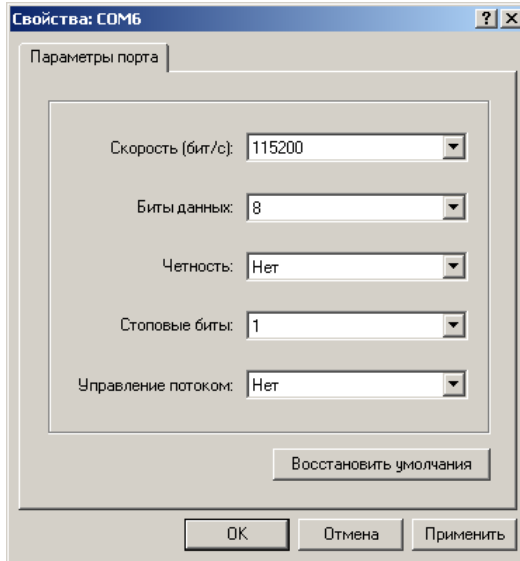 Свойства: COM6
Параметры порта
Скорость (бит/с): 115200
Биты данных: 8
Четность: Нет
Стоповые биты: 1
Управление потоком: Нет
Восстановить умолчания
OK Отмена Применить